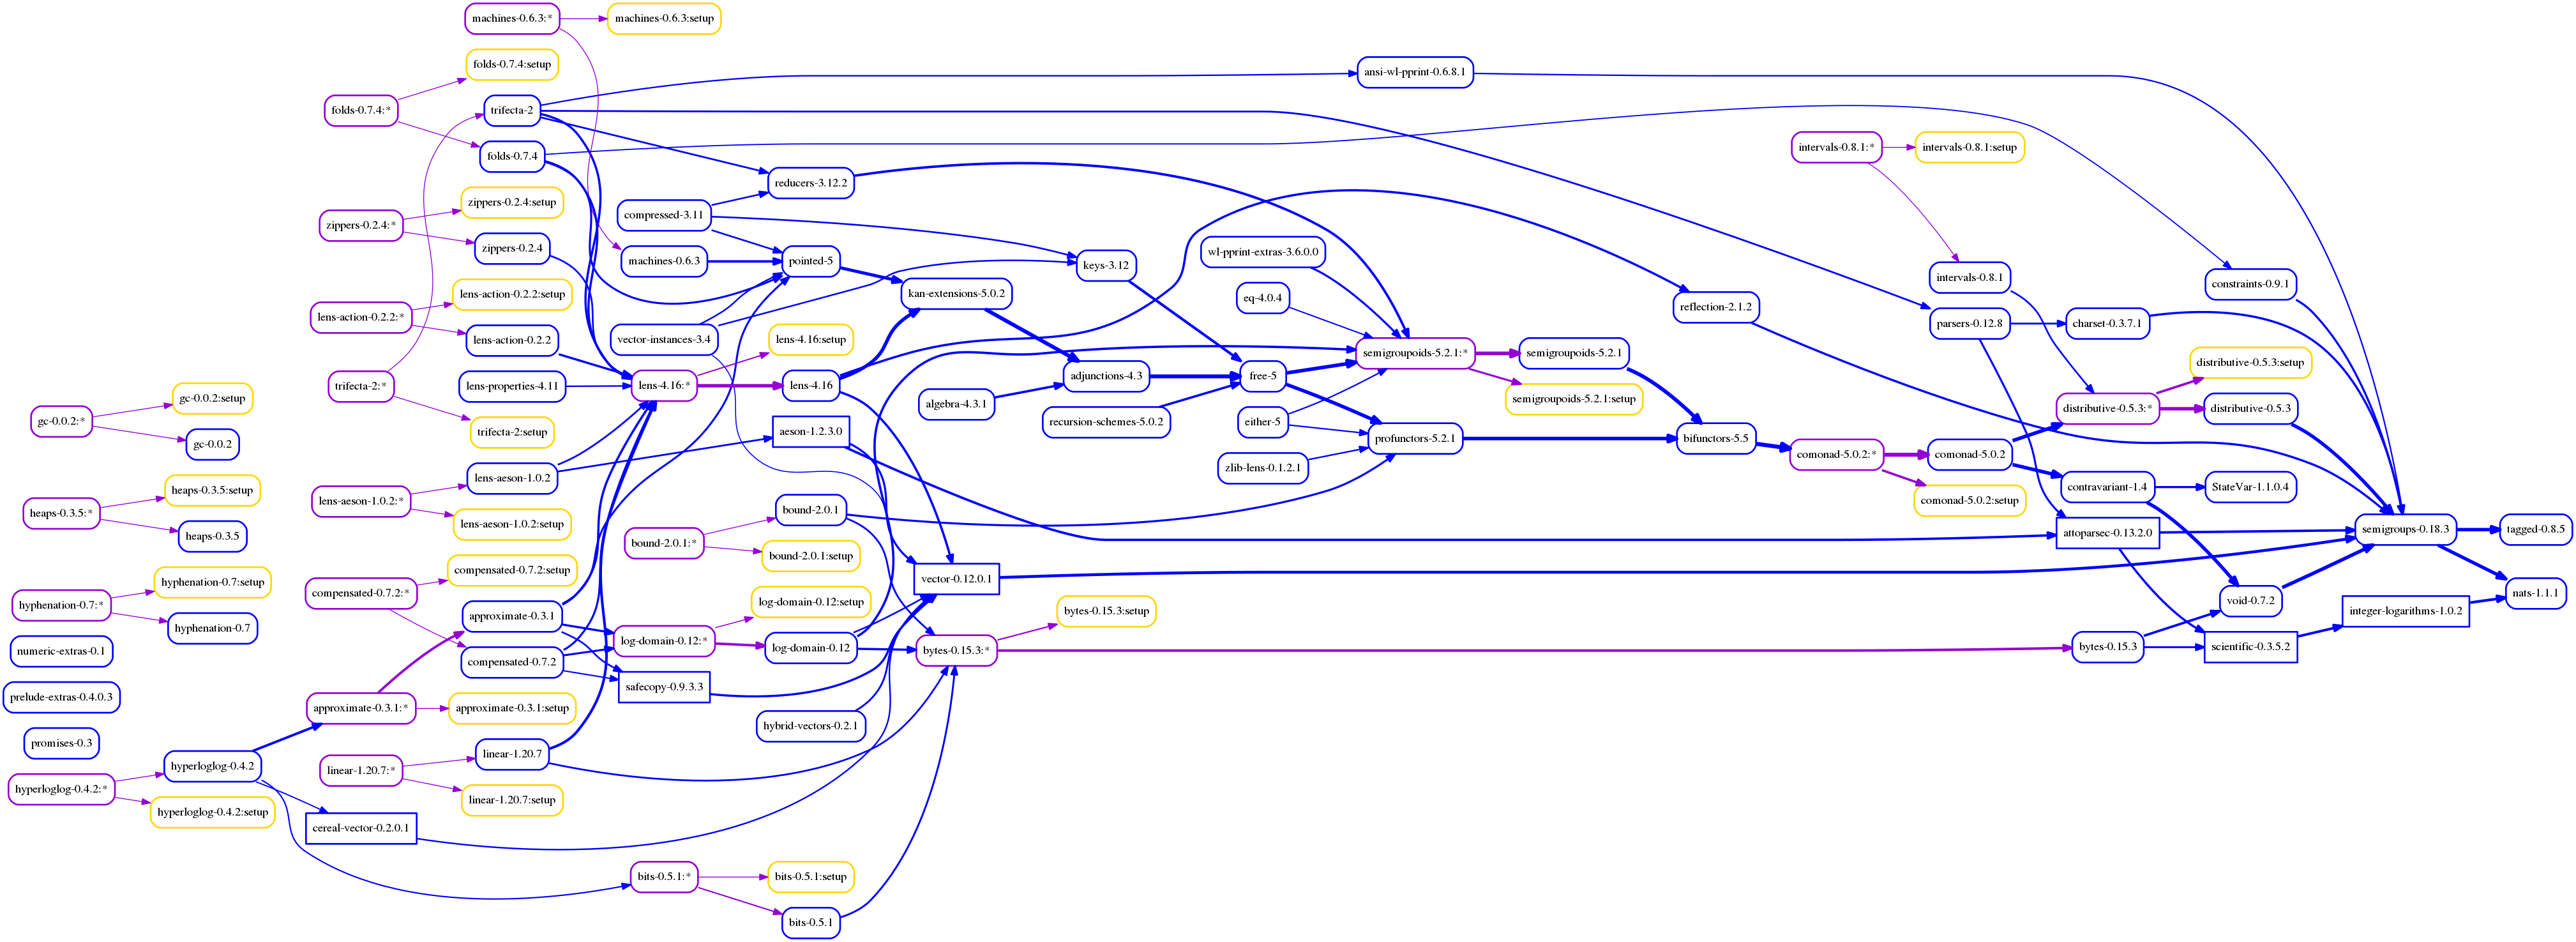 machines-0.6.3:*
machines-0.6.3:setup
folds-0.7.4:setup
ansi-wl-pprint-0.6.8.1
folds-0.7.4:*
trifecta-2
folds-0.7.4
intervals-0.8.1:*
intervals-0.8.1:setup
reducers-3.12.2
zippers-0.2.4:setup
compressed-3.11
zippers-0.2.4:*
zippers-0.2.4
machines-0.6.3
pointed-5
keys-3.12
wl-pprint-extras-3.6.0.0
intervals-0.8.1
constraints-0.9.1
lens-action-0.2.2:setup
kan-extensions-5.0.2
eq-4.0.4
reflection-2.1.2
lens-action-0.2.2:*
lens-action-0.2.2
vector-instances-3.4
lens-4.16:setup
parsers-0.12.8
charset-0.3.7.1
semigroupoids-5.2.1:*
semigroupoids-5.2.1
distributive-0.5.3:setup
trifecta-2:*
lens-properties-4.11
lens-4.16:*
lens-4.16
adjunctions-4.3
free-5
semigroupoids-5.2.1:setup
gc-0.0.2:setup
algebra-4.3.1
distributive-0.5.3:*
distributive-0.5.3
gc-0.0.2:*
gc-0.0.2
trifecta-2:setup
aeson-1.2.3.0
recursion-schemes-5.0.2
either-5
profunctors-5.2.1
bifunctors-5.5
comonad-5.0.2:*
comonad-5.0.2
lens-aeson-1.0.2
zlib-lens-0.1.2.1
heaps-0.3.5:setup
contravariant-1.4
StateVar-1.1.0.4
lens-aeson-1.0.2:*
comonad-5.0.2:setup
heaps-0.3.5:*
heaps-0.3.5
lens-aeson-1.0.2:setup
bound-2.0.1
bound-2.0.1:*
bound-2.0.1:setup
attoparsec-0.13.2.0
semigroups-0.18.3
tagged-0.8.5
hyphenation-0.7:setup
compensated-0.7.2:setup
compensated-0.7.2:*
vector-0.12.0.1
hyphenation-0.7:*
hyphenation-0.7
approximate-0.3.1
log-domain-0.12:setup
bytes-0.15.3:setup
void-0.7.2
nats-1.1.1
integer-logarithms-1.0.2
numeric-extras-0.1
compensated-0.7.2
log-domain-0.12:*
log-domain-0.12
bytes-0.15.3:*
bytes-0.15.3
scientific-0.3.5.2
prelude-extras-0.4.0.3
approximate-0.3.1:*
approximate-0.3.1:setup
safecopy-0.9.3.3
hybrid-vectors-0.2.1
promises-0.3
linear-1.20.7
hyperloglog-0.4.2
linear-1.20.7:*
hyperloglog-0.4.2:*
hyperloglog-0.4.2:setup
linear-1.20.7:setup
cereal-vector-0.2.0.1
bits-0.5.1:*
bits-0.5.1:setup
bits-0.5.1